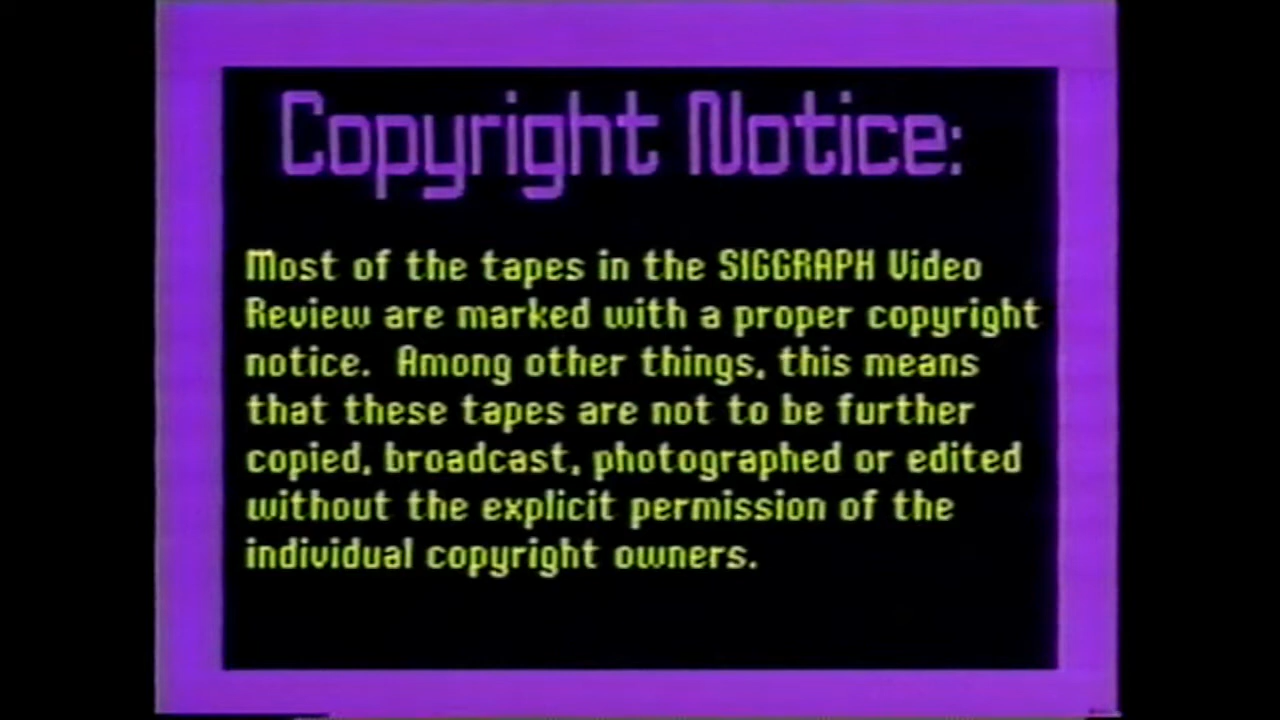 Copyright Notice:
Most of the tapes in the SIGGRAPH Video
Review are marked with a proper copyright
notice.  Among other things, this means
that these tapes are not to be further
copied, broadcast, photographed or edited
without the explicit permission of the
individual copyright owners.